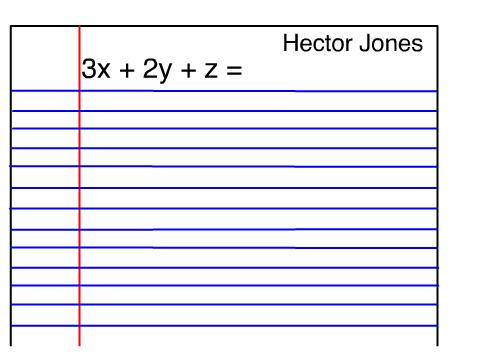 Hector Jones
3x + 2y + z =